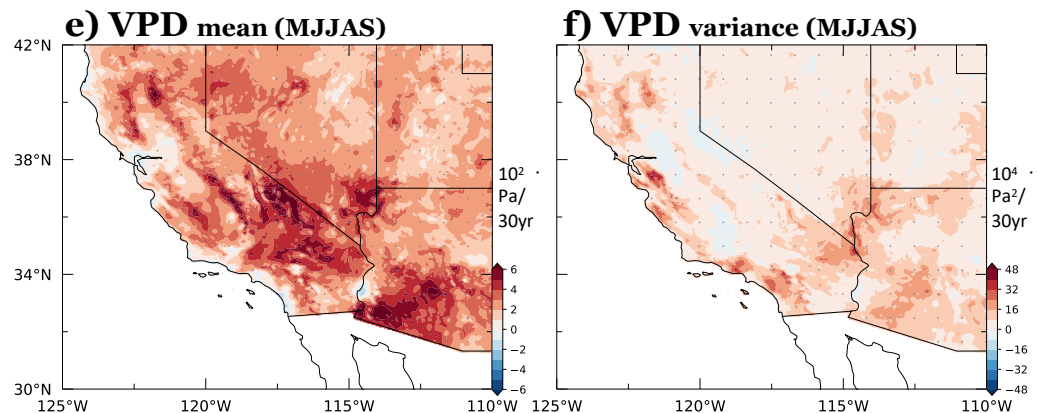 e) VPD mean (MJJAS)
42°N
38°N
34°N
30°N
125°W
120°W
115°W
110°W
10² ·
Pa/
30yr
6
4
2
0
−2
−4
−6
f) VPD variance (MJJAS)
125°W
120°W
115°W
110°W
10⁴ ·
Pa²/
30yr
48
32
16
0
−16
−32
−48